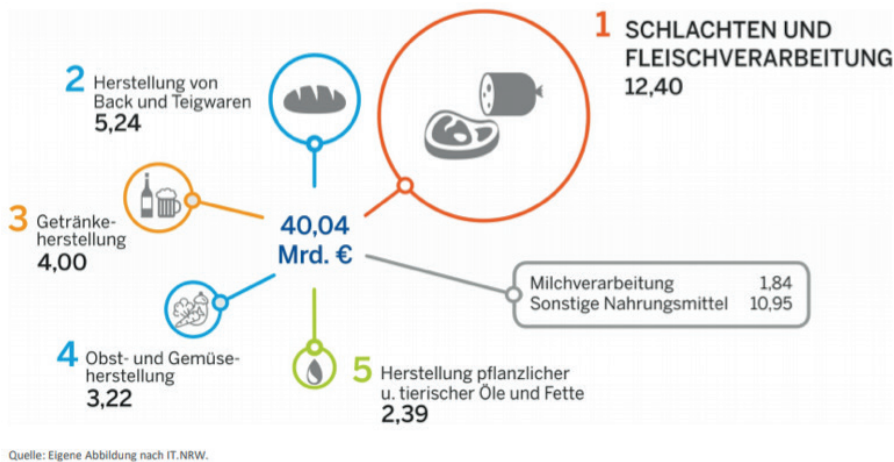 1 SCHLACHTEN UND
FLEISCHVERARBEITUNG
12,40
2 Herstellung von
Back und Teigwaren
5,24
3 Getränke-
herstellung
4,00
40,04
Mrd. €
Milchverarbeitung 1,84
Sonstige Nahrungsmittel 10,95
4 Obst- und Gemüse-
herstellung
3,22
5 Herstellung pflanzlicher
u. tierischer Öle und Fette
2,39
Quelle: Eigene Abbildung nach IT.NRW.